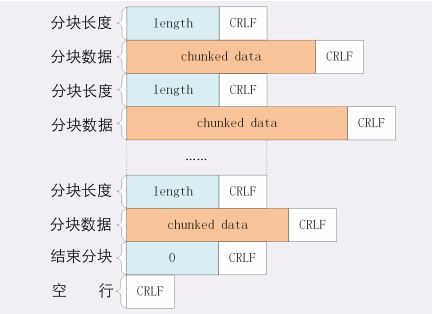 分块长度 length CRLF
分块数据 chunked data CRLF
分块长度 length CRLF
分块数据 chunked data CRLF
……
分块长度 length CRLF
分块数据 chunked data CRLF
结束分块 0 CRLF
空 行 CRLF